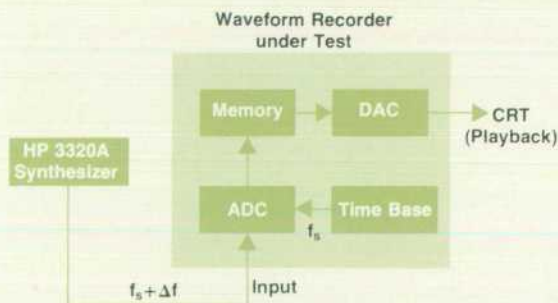 Waveform Recorder
under Test
Memory
DAC
CRT
(Playback)
HP 3320A
Synthesizer
ADC
Time Base
fs
fs+Δf
Input